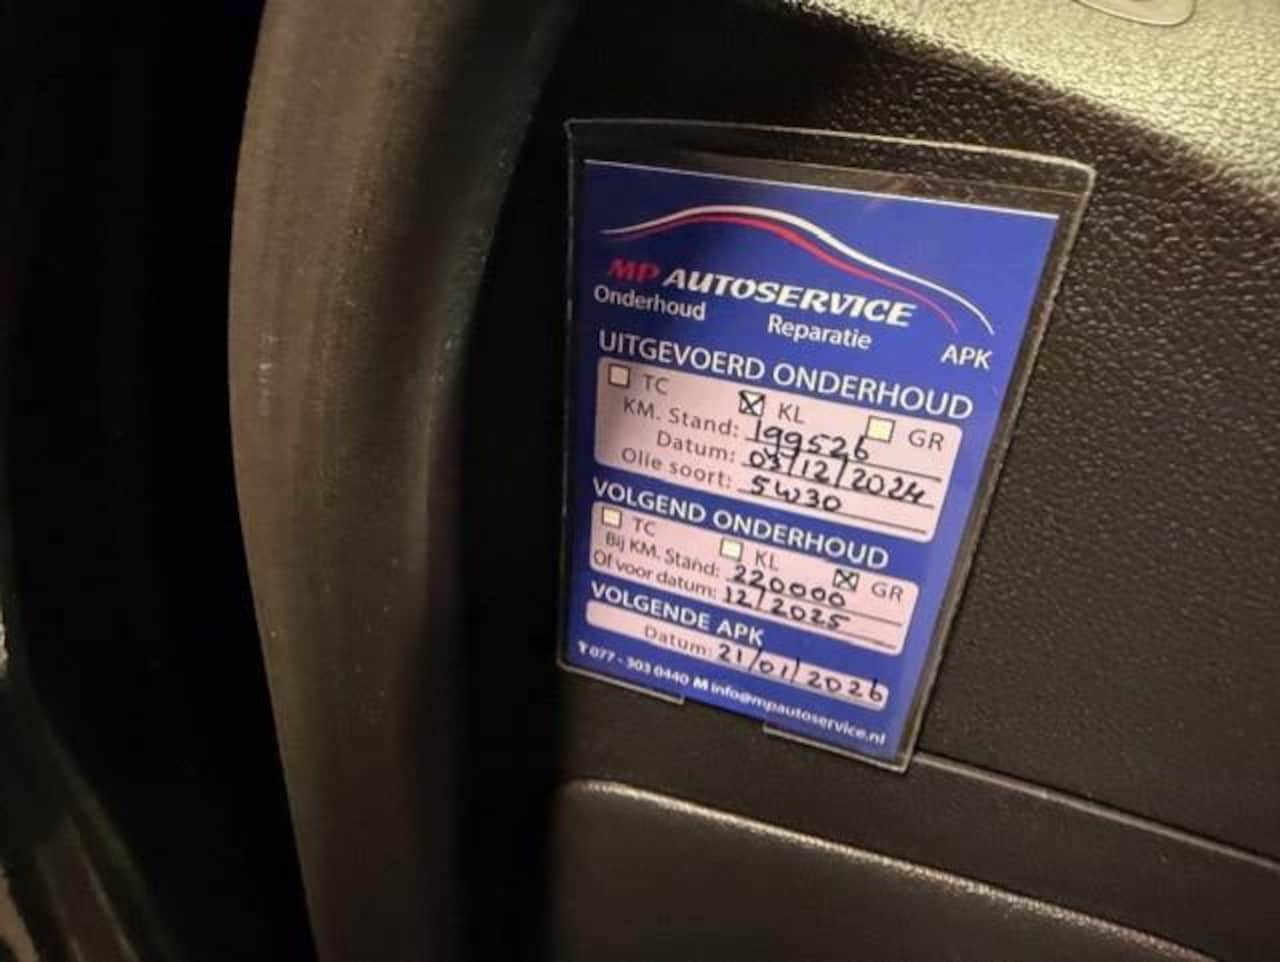 MP AUTOSERVICE
Onderhoud Reparatie APK
UITGEVOERD ONDERHOUD
TC KL GR
KM. Stand: 199526
Datum: 03/12/2024
Olie soort: 5W30
VOLGEND ONDERHOUD
TC KL GR
Bij KM. Stand: 220000
Of voor datum: 12/2025
VOLGENDE APK
Datum: 21/01/2026
T 077 - 303 0440 M info@mpautoservice.nl